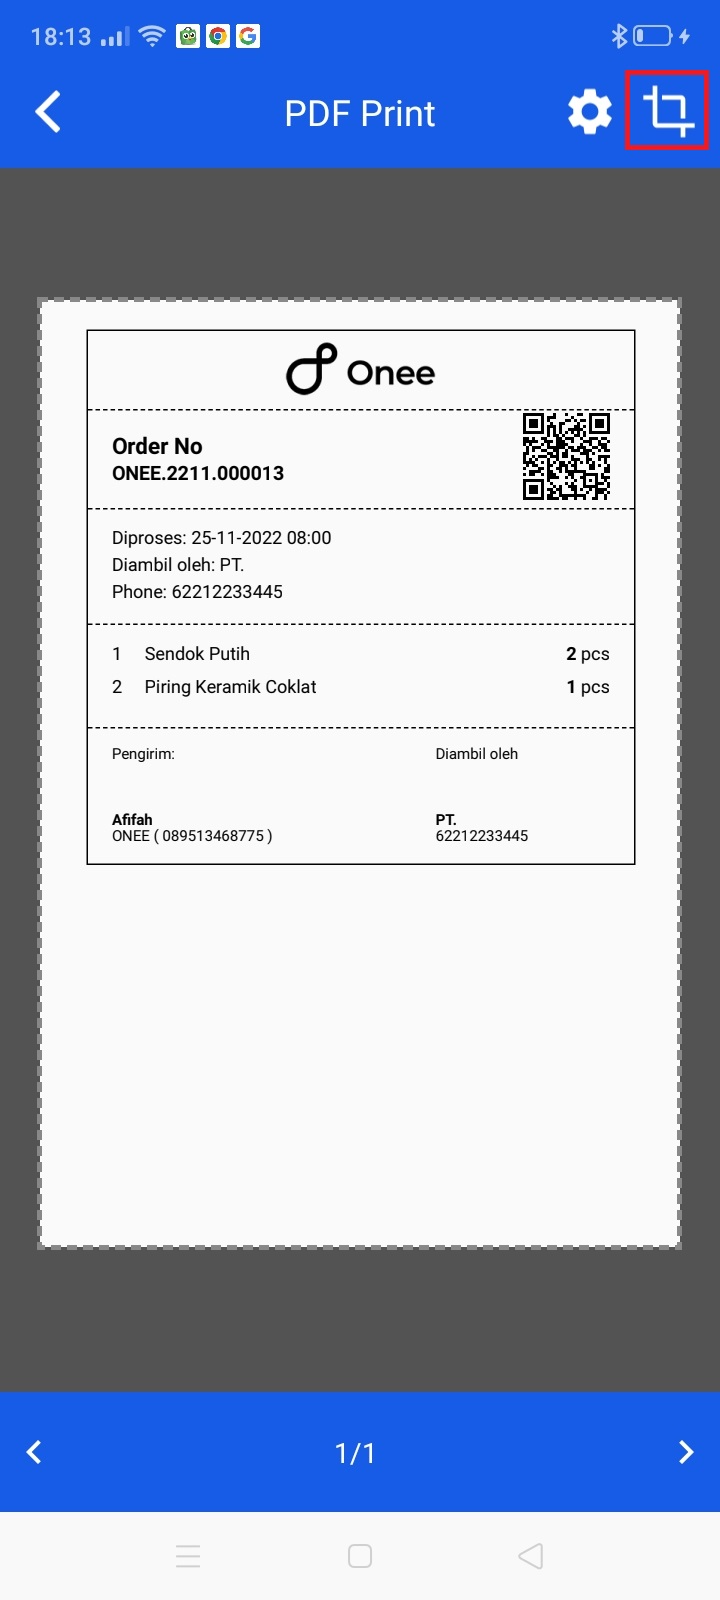 18:13
PDF Print
Onee
Order No
ONEE.2211.000013
Diproses: 25-11-2022 08:00
Diambil oleh: PT.
Phone: 62212233445
1 Sendok Putih 2 pcs
2 Piring Keramik Coklat 1 pcs
Pengirim: Diambil oleh
Afifah PT.
ONEE ( 089513468775 ) 62212233445
1/1